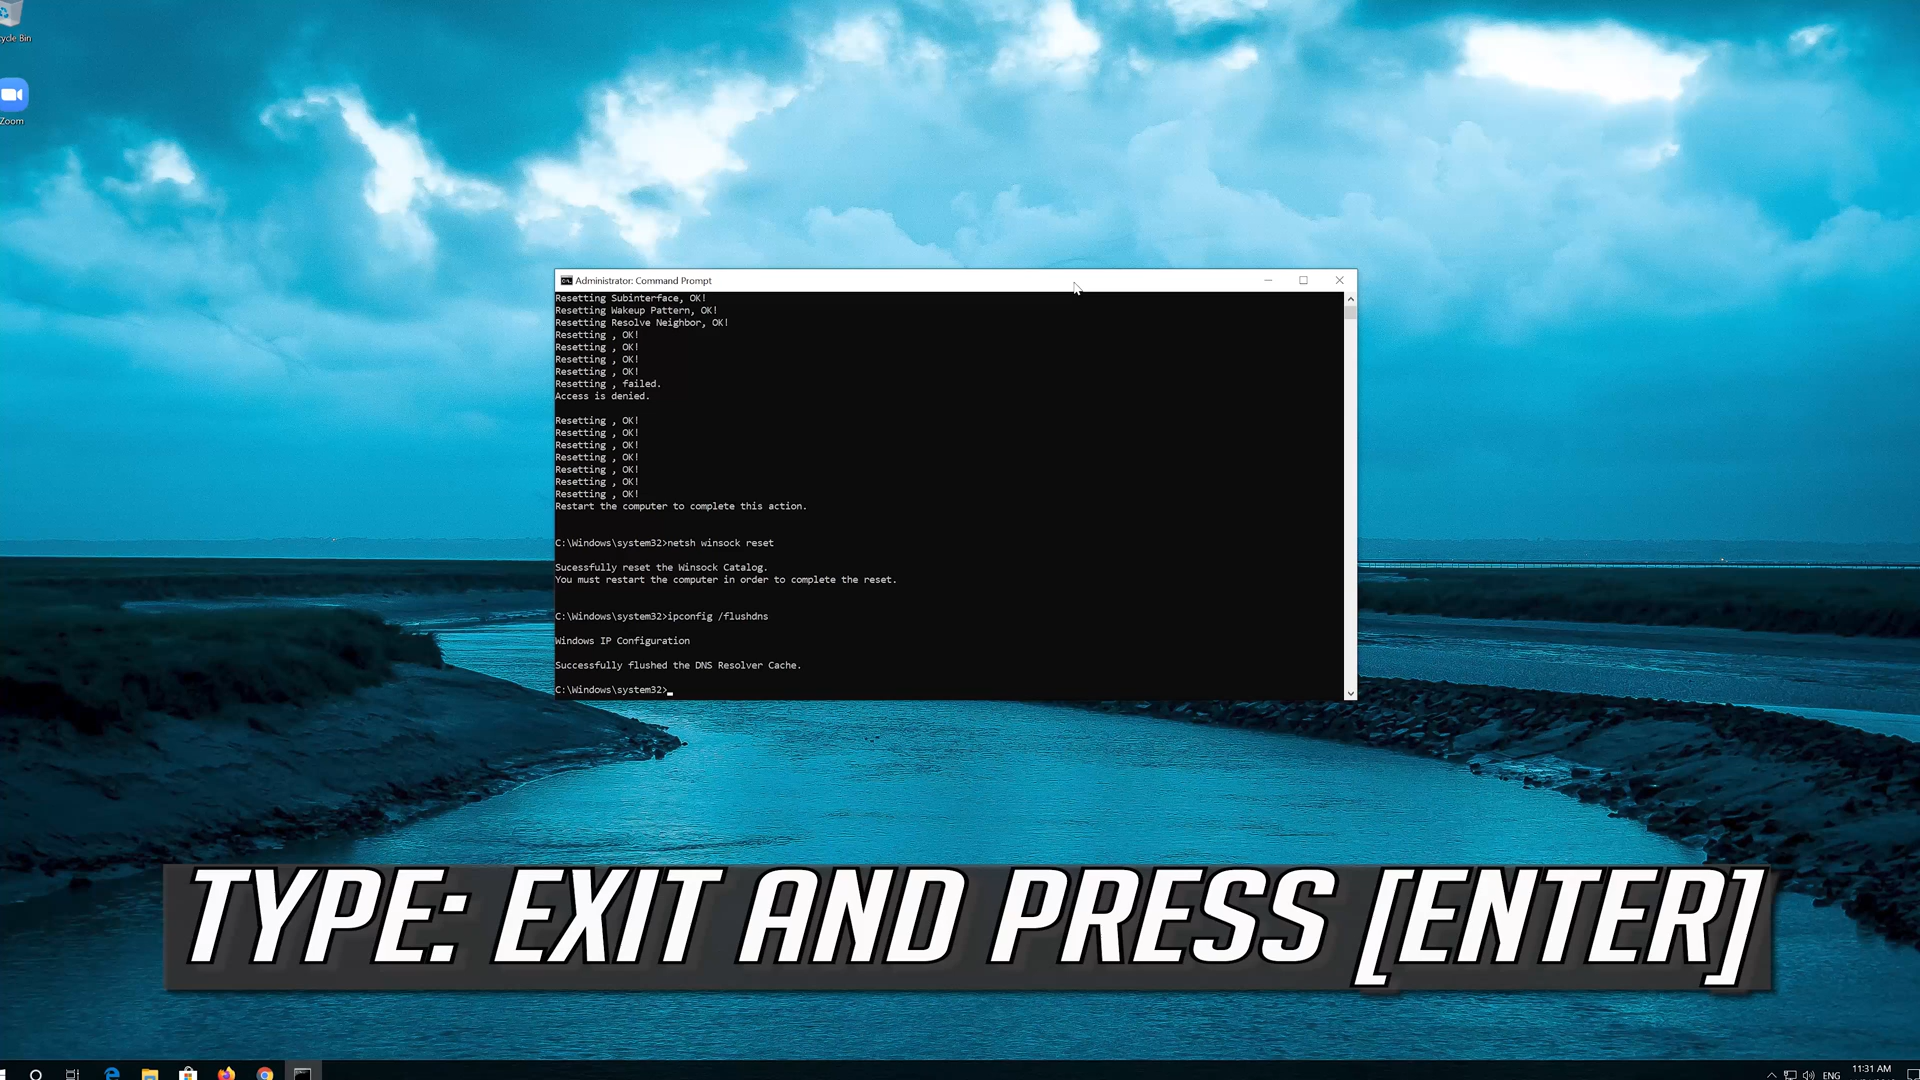 cycle Bin
Zoom
Administrator: Command Prompt
Resetting Subinterface, OK!
Resetting Wakeup Pattern, OK!
Resetting Resolve Neighbor, OK!
Resetting , OK!
Resetting , OK!
Resetting , OK!
Resetting , OK!
Resetting , failed.
Access is denied.
Resetting , OK!
Resetting , OK!
Resetting , OK!
Resetting , OK!
Resetting , OK!
Resetting , OK!
Resetting , OK!
Restart the computer to complete this action.
C:\Windows\system32>netsh winsock reset
Sucessfully reset the Winsock Catalog.
You must restart the computer in order to complete the reset.
C:\Windows\system32>ipconfig /flushdns
Windows IP Configuration
Successfully flushed the DNS Resolver Cache.
C:\Windows\system32>
TYPE: EXIT AND PRESS [ENTER]
ENG
11:31 AM